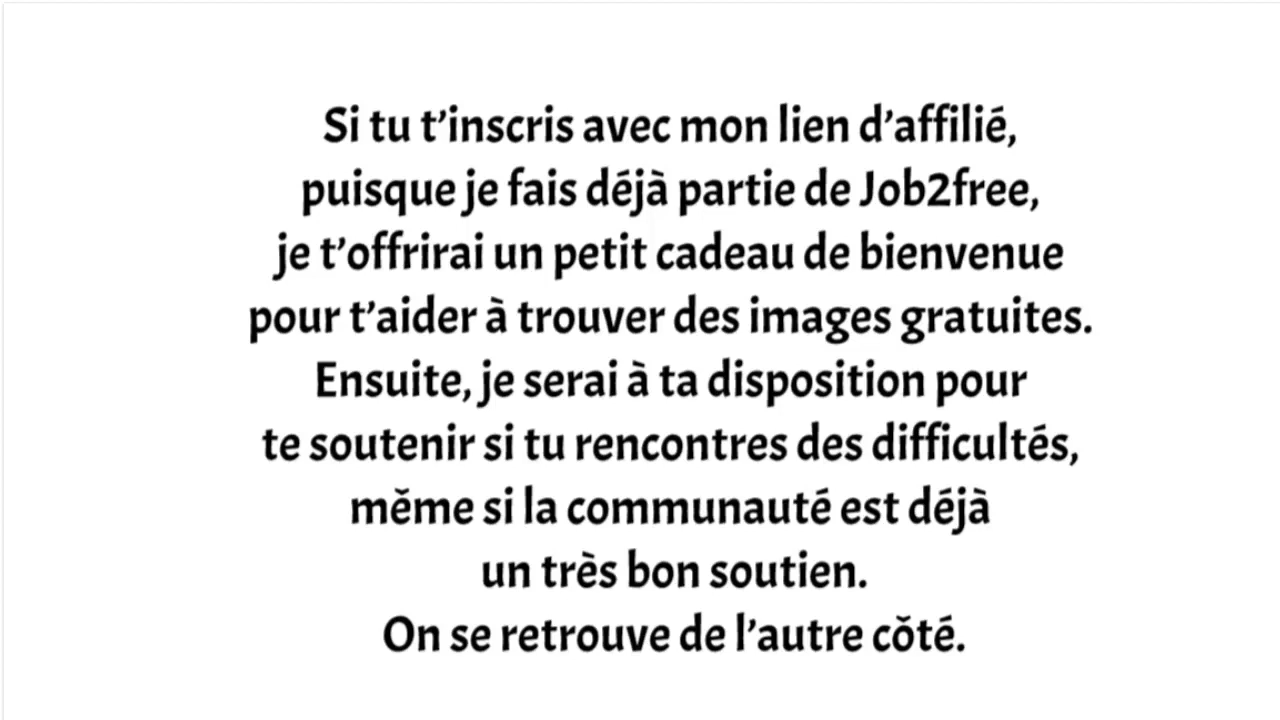 Si tu t’inscris avec mon lien d’affilié,
puisque je fais déjà partie de Job2free,
je t’offrirai un petit cadeau de bienvenue
pour t’aider à trouver des images gratuites.
Ensuite, je serai à ta disposition pour
te soutenir si tu rencontres des difficultés,
mĕme si la communauté est déjà
un très bon soutien.
On se retrouve de l’autre cŏté.